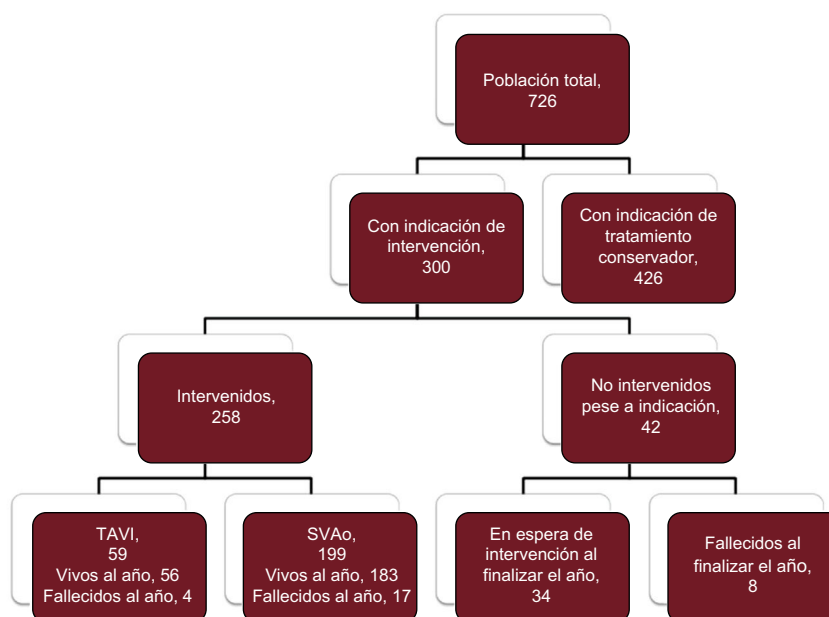 Población total,
726
Con indicación de
intervención,
300
Con indicación de
tratamiento
conservador,
426
Intervenidos,
258
No intervenidos
pese a indicación,
42
TAVI,
59
Vivos al año, 56
Fallecidos al año, 4
SVAo,
199
Vivos al año, 183
Fallecidos al año, 17
En espera de
intervención al
finalizar el año,
34
Fallecidos al
finalizar el año,
8